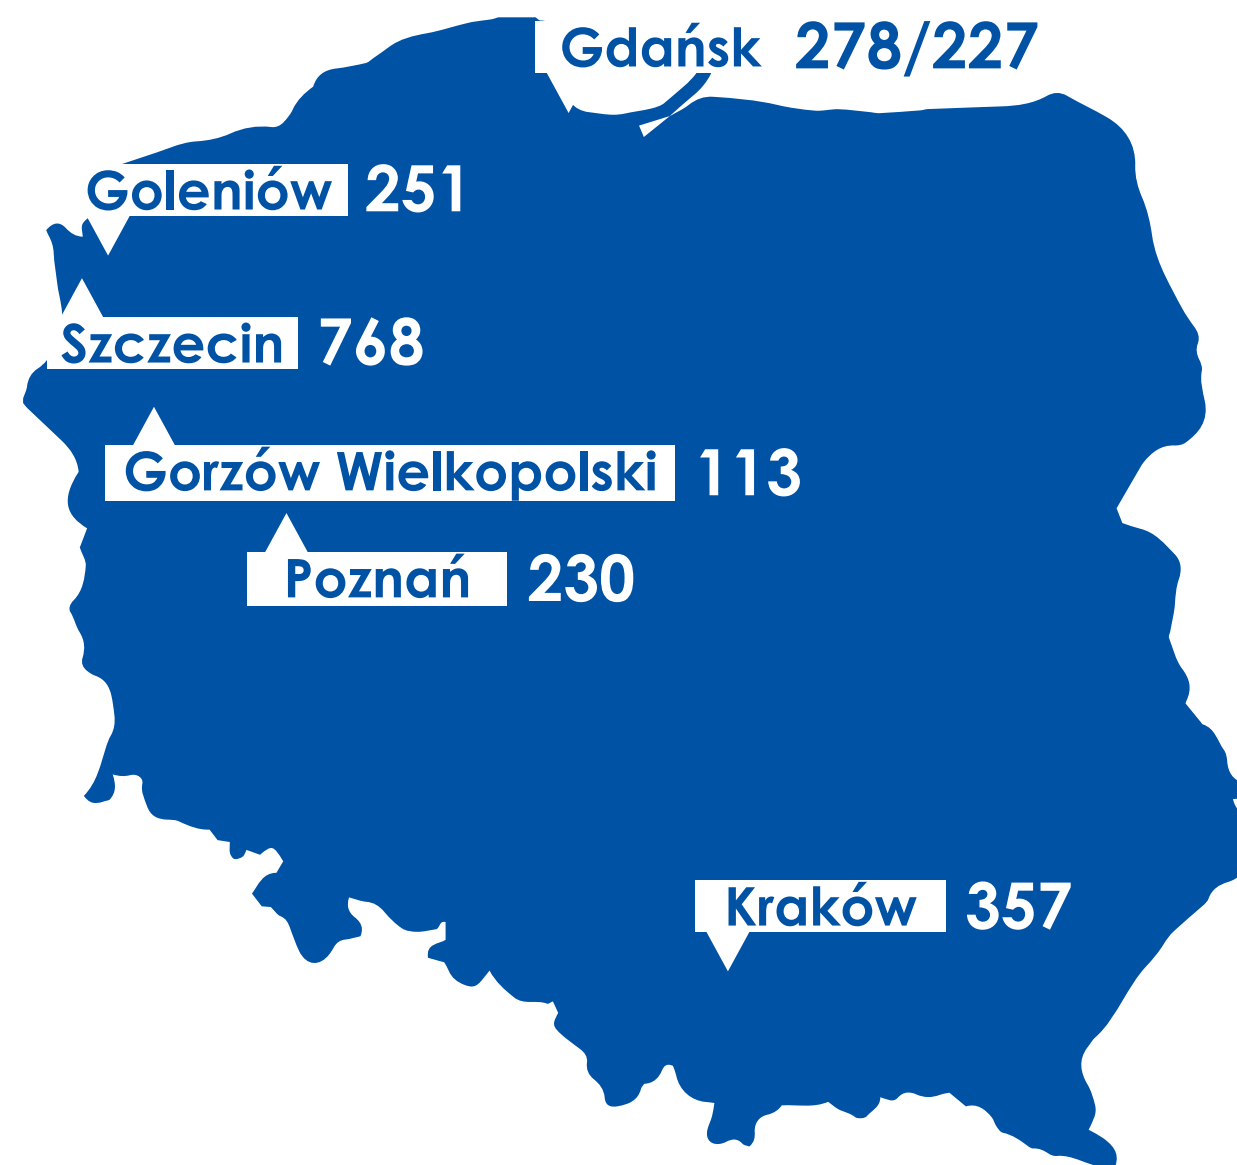 Gdańsk 278/227
Goleniów 251
Szczecin 768
Gorzów Wielkopolski 113
Poznań 230
Kraków 357